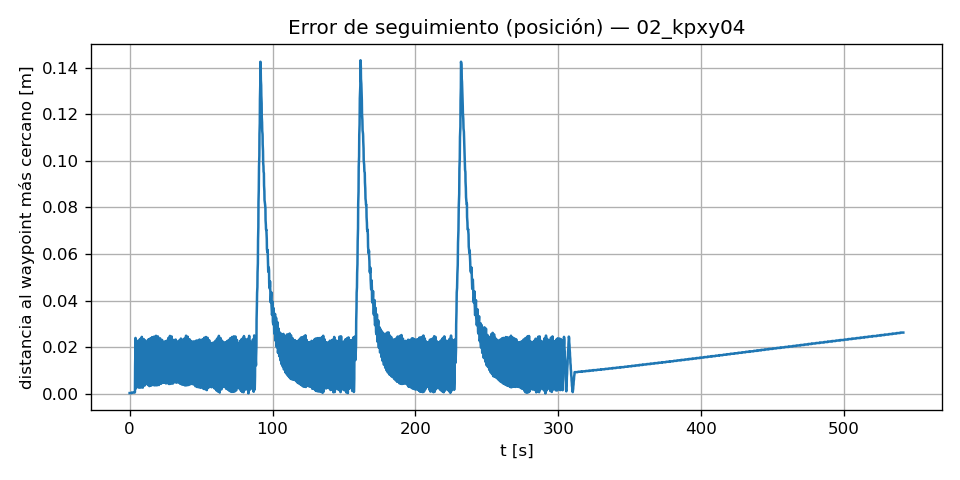 Error de seguimiento (posición) — 02_kpxy04
distancia al waypoint más cercano [m]
0.14
0.12
0.10
0.08
0.06
0.04
0.02
0.00
0 100 200 300 400 500
t [s]